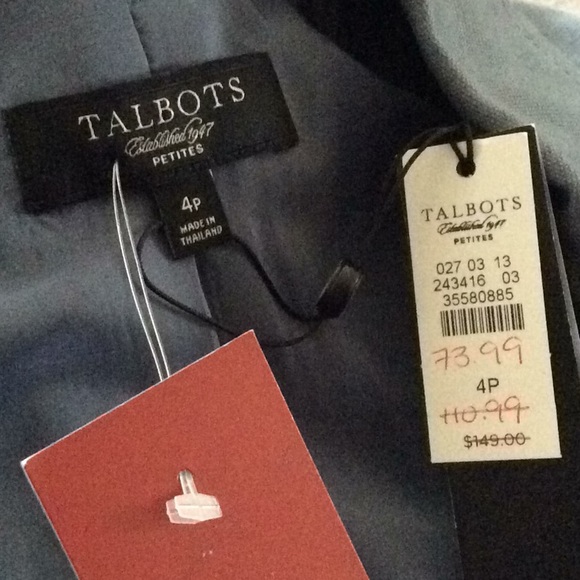 TALBOTS
Established 1947
PETITES
4P
MADE IN
THAILAND
TALBOTS
Established 1947
PETITES
027 03 13
243416 03
35580885
73.99
4P
110.99
$149.00